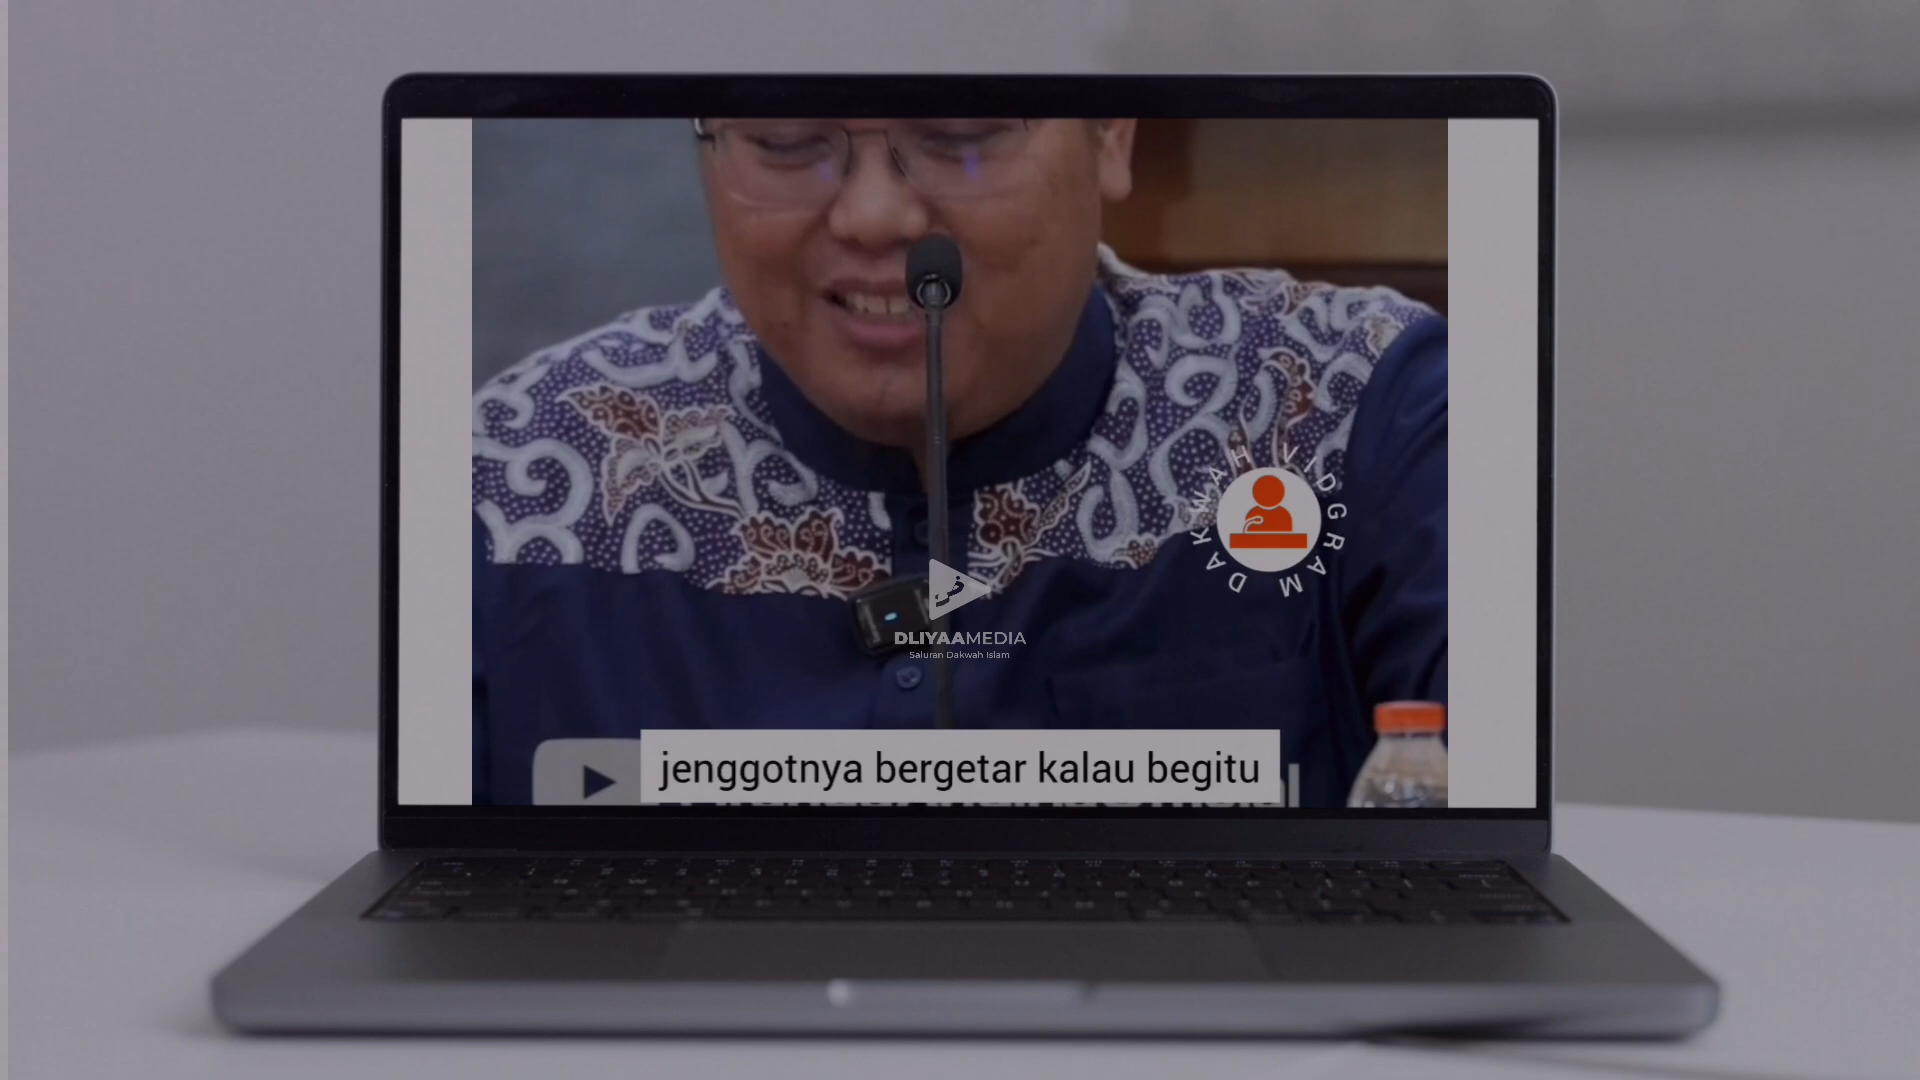 DAKWAH VIDGRAM
DLIYAAMEDIA
Saluran Dakwah Islam
jenggotnya bergetar kalau begitu